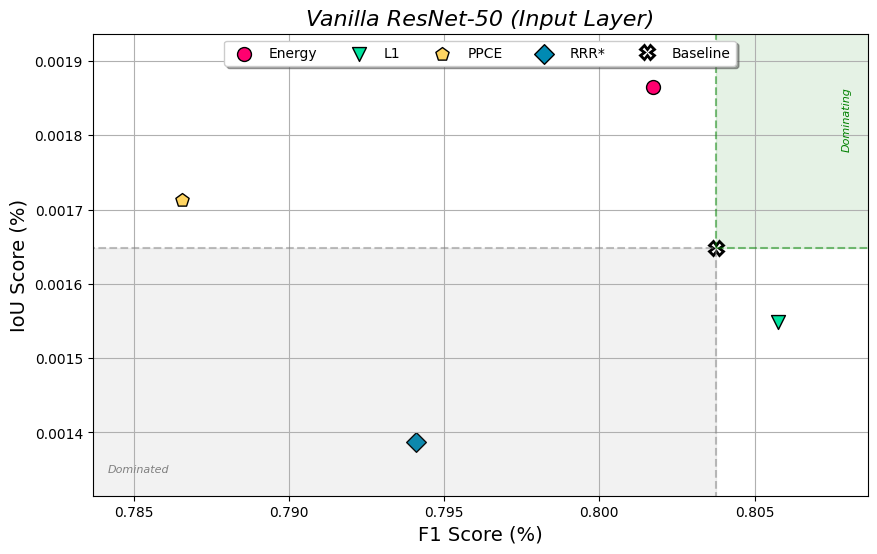 Vanilla ResNet-50 (Input Layer)
Energy L1 PPCE RRR* Baseline
Dominating
0.0019
0.0018
0.0017
0.0016
0.0015
0.0014
IoU Score (%)
Dominated
0.785 0.790 0.795 0.800 0.805
F1 Score (%)